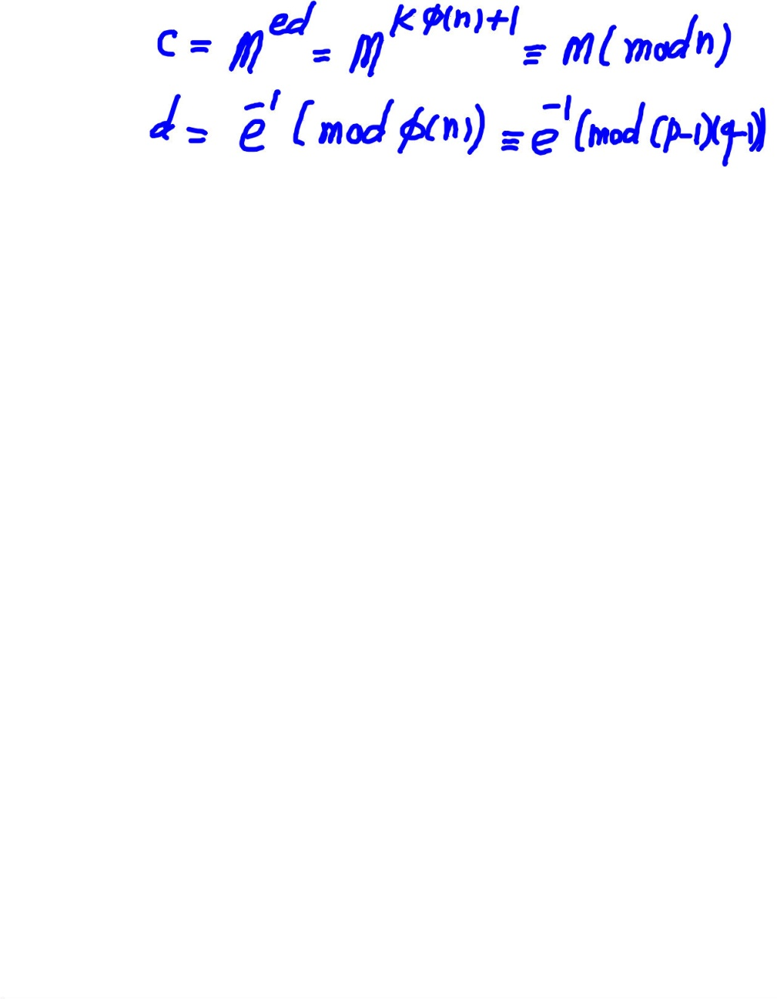 c = m^{ed} = m^{kϕ(n)+1} ≡ m (mod n)
d = e^{-1} (mod ϕ(n)) ≡ e^{-1} (mod (p-1)(q-1))